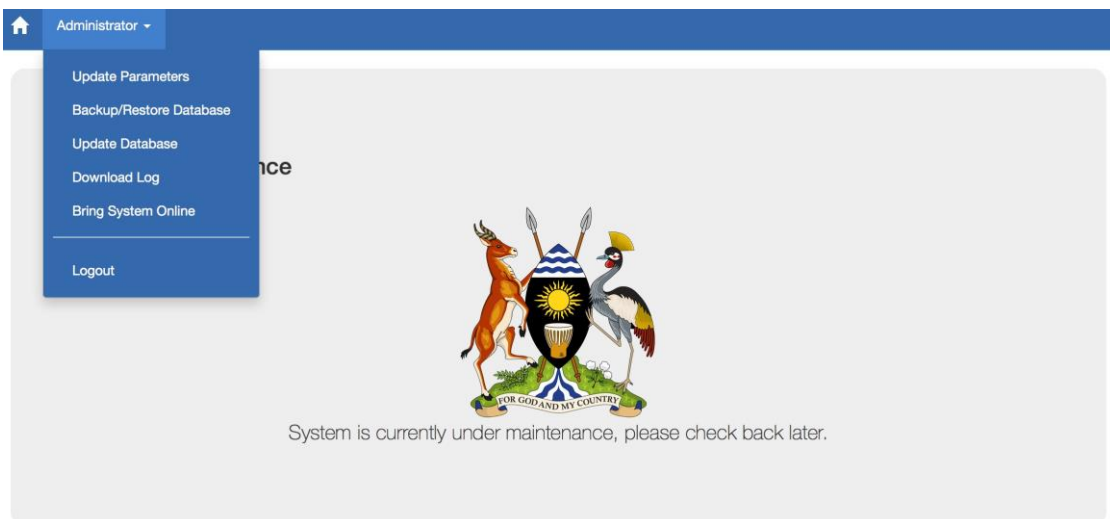 Administrator
Update Parameters
Backup/Restore Database
Update Database
Download Log
Bring System Online
Logout
nce
FOR GOD AND MY COUNTRY
System is currently under maintenance, please check back later.